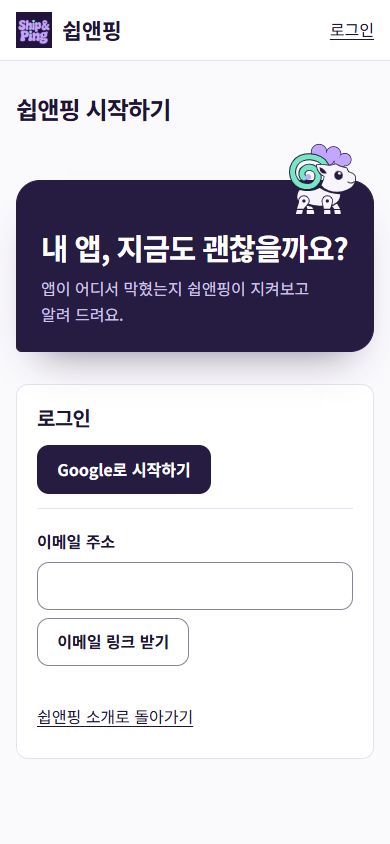 Ship&
Ping
쉽앤핑
로그인
쉽앤핑 시작하기
내 앱, 지금도 괜찮을까요?
앱이 어디서 막혔는지 쉽앤핑이 지켜보고
알려 드려요.
로그인
Google로 시작하기
이메일 주소
이메일 링크 받기
쉽앤핑 소개로 돌아가기